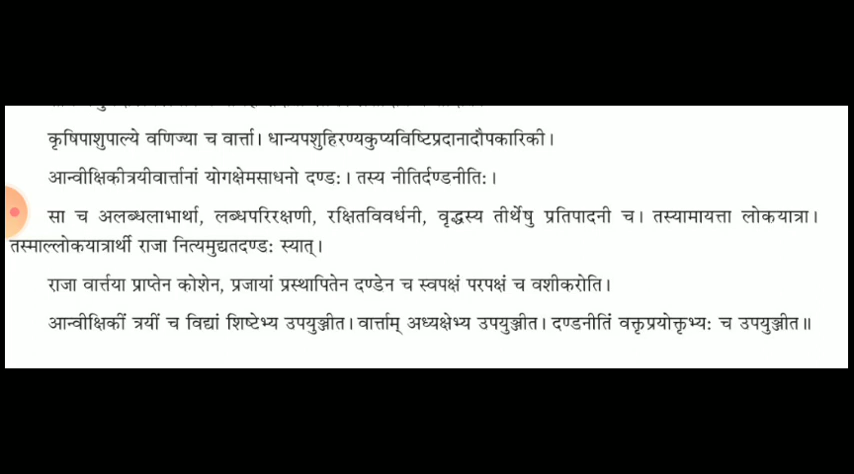 कृषिपाशुपाल्ये वणिज्या च वार्त्ता। धान्यपशुहिरण्यकुप्यविष्टिप्रदानादौपकारिकी।
आन्वीक्षिकीत्रयीवार्त्तानां योगक्षेमसाधनो दण्डः। तस्य नीतिर्दण्डनीतिः।
सा च अलब्धलाभार्था, लब्धपरिरक्षणी, रक्षितविवर्धनी, वृद्धस्य तीर्थेषु प्रतिपादनी च। तस्यामायत्ता लोकयात्रा।
तस्माल्लोकयात्रार्थी राजा नित्यमुद्यतदण्डः स्यात्।
राजा वार्त्तया प्राप्तेन कोशेन, प्रजायां प्रस्थापितेन दण्डेन च स्वपक्षं परपक्षं च वशीकरोति।
आन्वीक्षिकीं त्रयीं च विद्यां शिष्टेभ्य उपयुञ्जीत। वार्त्ताम् अध्यक्षेभ्य उपयुञ्जीत। दण्डनीतिं वक्तृप्रयोक्तृभ्यः च उपयुञ्जीत॥